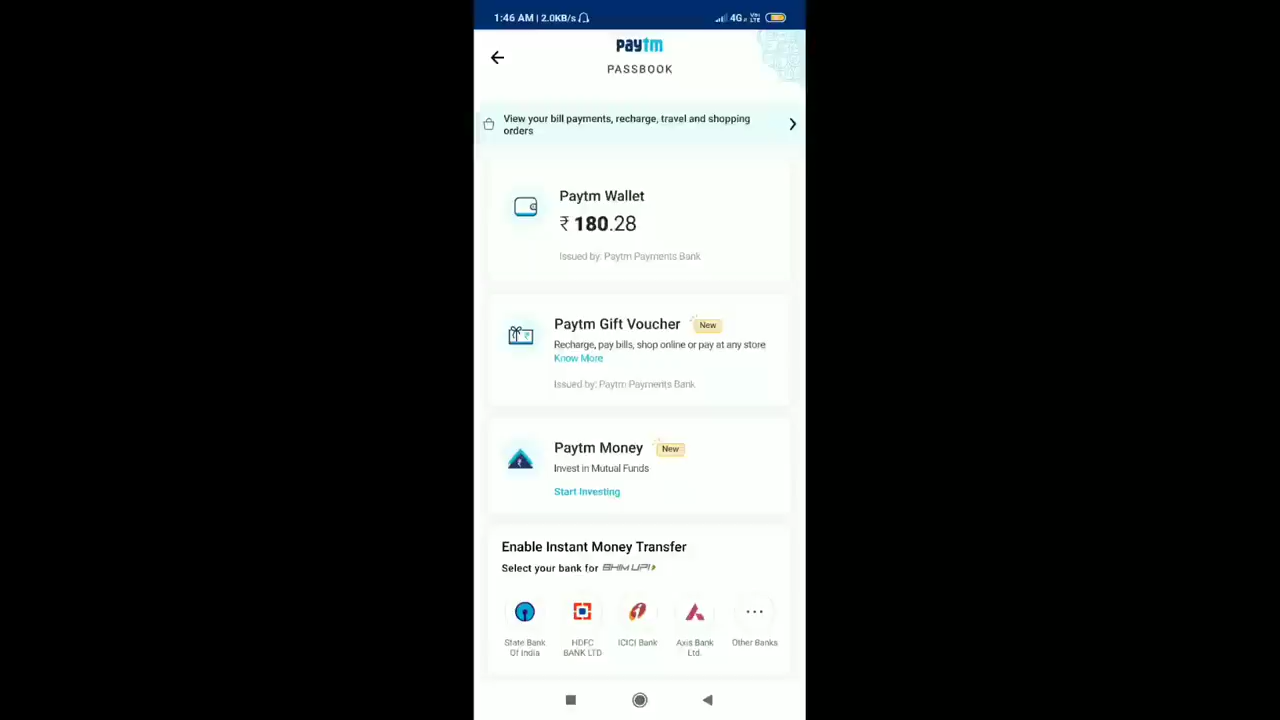 1:46 AM | 2.0KB/s 4G VoLTE
paytm
PASSBOOK
View your bill payments, recharge, travel and shopping
orders
Paytm Wallet
₹ 180.28
Issued by: Paytm Payments Bank
Paytm Gift Voucher New
Recharge, pay bills, shop online or pay at any store
Know More
Issued by: Paytm Payments Bank
Paytm Money New
Invest in Mutual Funds
Start Investing
Enable Instant Money Transfer
Select your bank for BHIM UPI
State Bank Of India
HDFC BANK LTD
ICICI Bank
Axis Bank Ltd.
Other Banks